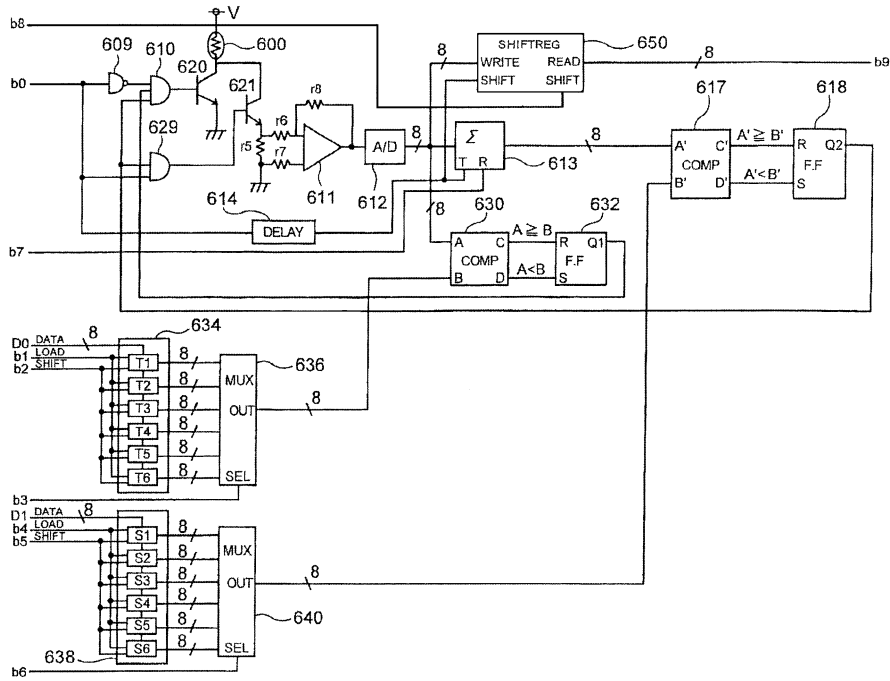 V
b8
600
SHIFTREG
650
8
WRITE READ
8
b9
SHIFT SHIFT
609
610
620
b0
621
r8
r6
r5
r7
629
611
A/D
8
612
Σ
T R
613
8
617
A' C'
COMP
B' D'
A' ≧ B'
A'<B'
618
R Q2
F.F
S
614
DELAY
8
b7
630
A C
COMP
B D
A ≧ B
A<B
632
R Q1
F.F
S
634
D0 DATA 8
b1 LOAD
b2 SHIFT
T1 8
T2 8
T3 8
T4 8
T5 8
T6 8
MUX
OUT
SEL
636
8
b3
D1 DATA 8
b4 LOAD
b5 SHIFT
S1 8
S2 8
S3 8
S4 8
S5 8
S6 8
MUX
OUT
SEL
8
640
638
b6